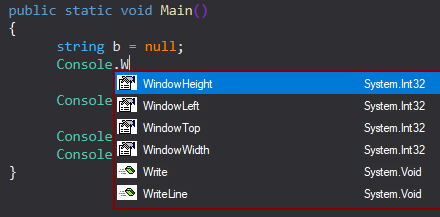 public static void Main()
{
string b = null;
Console.W
WindowHeight System.Int32
Console.
WindowLeft System.Int32
WindowTop System.Int32
Console.
WindowWidth System.Int32
Console.
Write System.Void
}
WriteLine System.Void